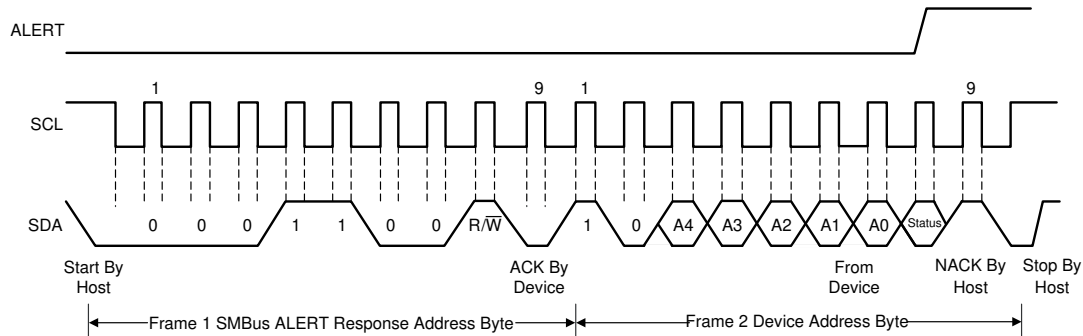 ALERT
1 9 1 9
SCL
SDA
0 0 0 1 1 0 0 R/W̅ 1 0 A4 A3 A2 A1 A0 Status
Start By
Host
ACK By
Device
From
Device
NACK By
Host
Stop By
Host
Frame 1 SMBus ALERT Response Address Byte
Frame 2 Device Address Byte